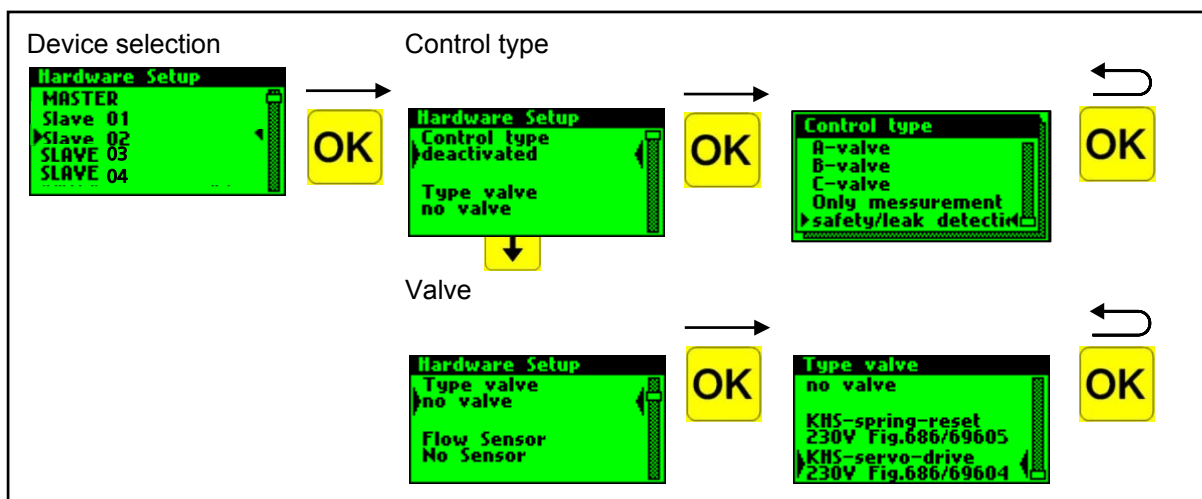 Device selection
Hardware Setup
MASTER
Slave 01
Slave 02
SLAVE 03
SLAVE 04
OK
Control type
Hardware Setup
Control type
deactivated
Type valve
no valve
OK
Control type
A-valve
B-valve
C-valve
Only messurement
safety/leak detectio
OK
Valve
Hardware Setup
Type valve
no valve
Flow Sensor
No Sensor
OK
Type valve
no valve
KHS-spring-reset
230V Fig.686/69605
KHS-servo-drive
230V Fig.686/69604
OK